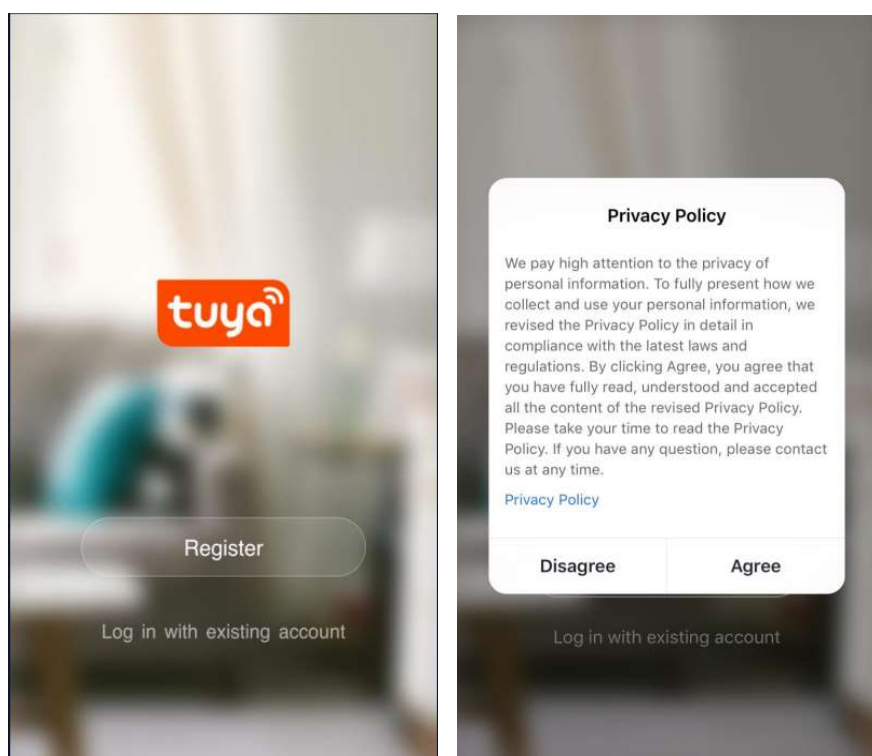 tuya
Register
Log in with existing account
Privacy Policy
We pay high attention to the privacy of
personal information. To fully present how we
collect and use your personal information, we
revised the Privacy Policy in detail in
compliance with the latest laws and
regulations. By clicking Agree, you agree that
you have fully read, understood and accepted
all the content of the revised Privacy Policy.
Please take your time to read the Privacy
Policy. If you have any question, please contact
us at any time.
Privacy Policy
Disagree Agree
Log in with existing account